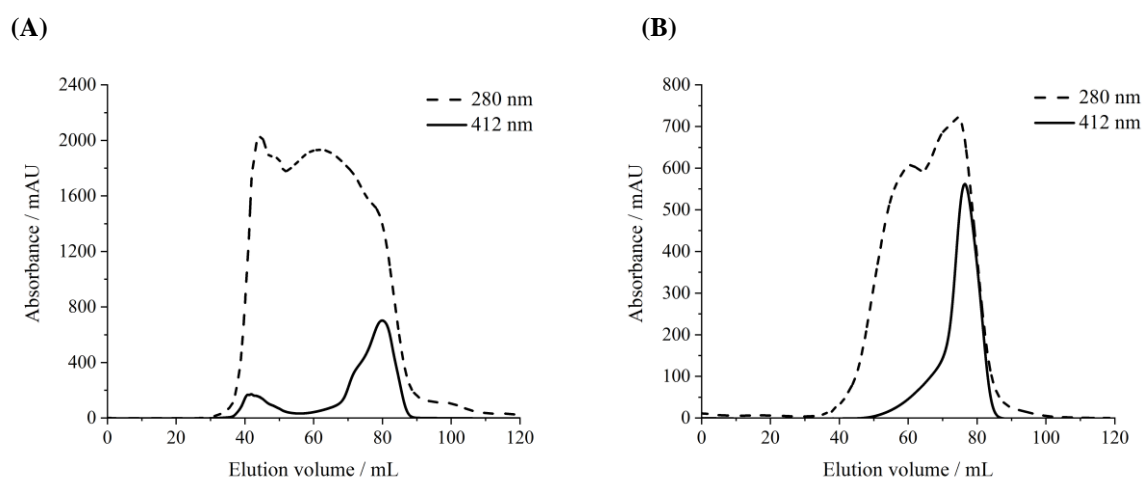 (A)
2400
2000
1600
1200
800
400
0
0 20 40 60 80 100 120
Absorbance / mAU
Elution volume / mL
280 nm
412 nm
(B)
800
700
600
500
400
300
200
100
0
0 20 40 60 80 100 120
Absorbance / mAU
Elution volume / mL
280 nm
412 nm